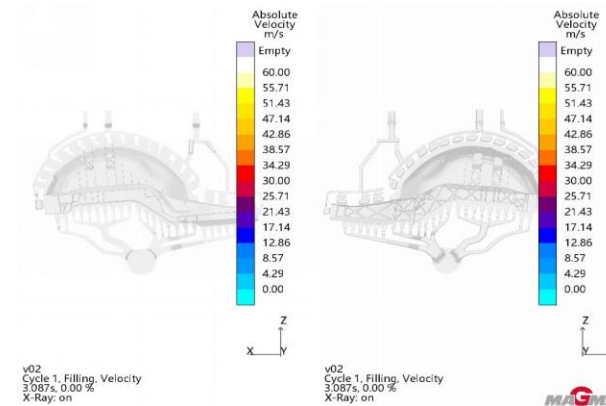 Absolute
Velocity
m/s
Empty
60.00
55.71
51.43
47.14
42.86
38.57
34.29
30.00
25.71
21.43
17.14
12.86
8.57
4.29
0.00
Z
X Y
v02
Cycle 1, Filling, Velocity
3.087s, 0.00 %
X-Ray: on
Absolute
Velocity
m/s
Empty
60.00
55.71
51.43
47.14
42.86
38.57
34.29
30.00
25.71
21.43
17.14
12.86
8.57
4.29
0.00
Z
X Y
v02
Cycle 1, Filling, Velocity
3.087s, 0.00 %
X-Ray: on
MAGM